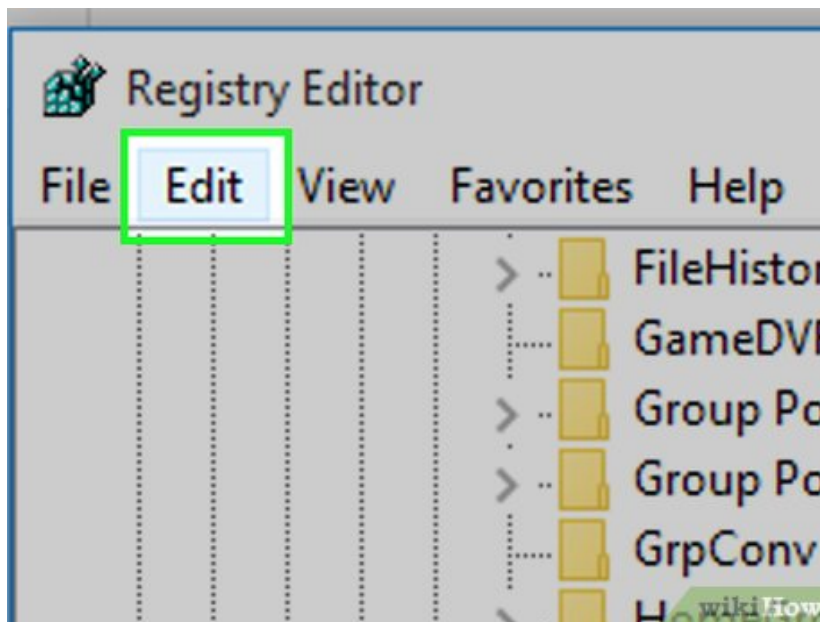 Registry Editor
File Edit View Favorites Help
FileHistor
GameDV
Group Po
Group Po
GrpConv
wikiHow